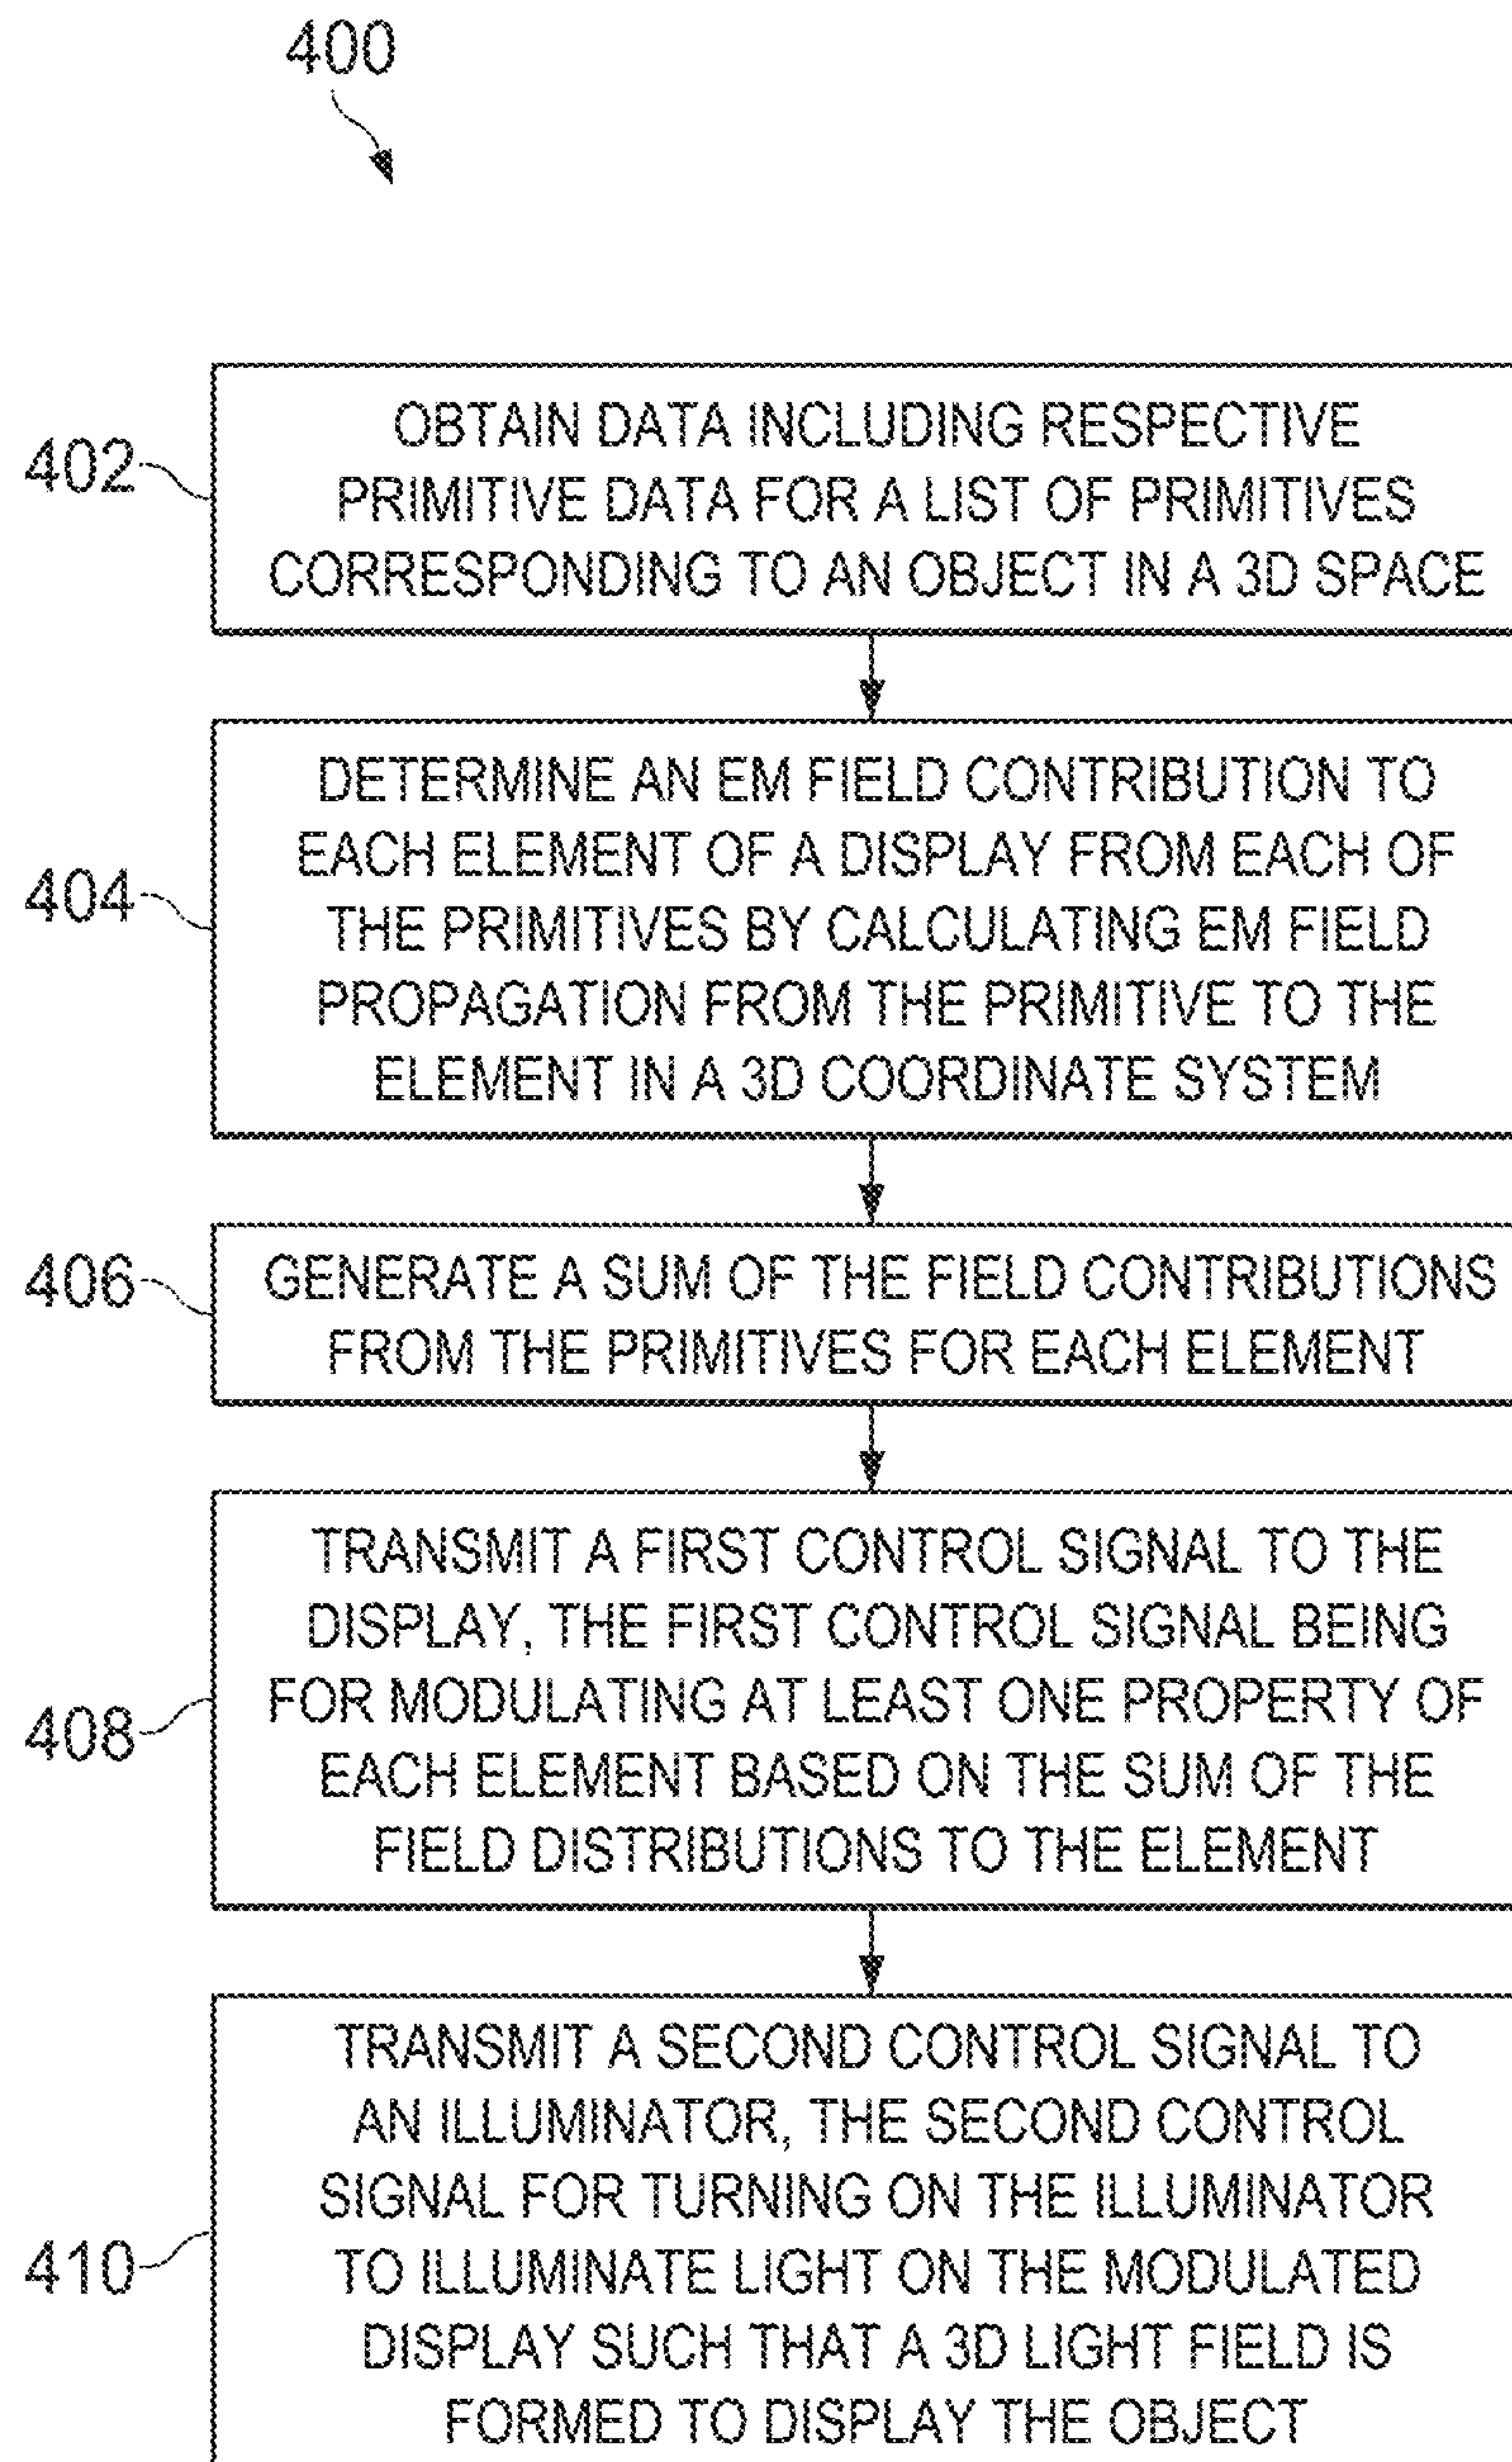 400
402
OBTAIN DATA INCLUDING RESPECTIVE
PRIMITIVE DATA FOR A LIST OF PRIMITIVES
CORRESPONDING TO AN OBJECT IN A 3D SPACE
404
DETERMINE AN EM FIELD CONTRIBUTION TO
EACH ELEMENT OF A DISPLAY FROM EACH OF
THE PRIMITIVES BY CALCULATING EM FIELD
PROPAGATION FROM THE PRIMITIVE TO THE
ELEMENT IN A 3D COORDINATE SYSTEM
406
GENERATE A SUM OF THE FIELD CONTRIBUTIONS
FROM THE PRIMITIVES FOR EACH ELEMENT
408
TRANSMIT A FIRST CONTROL SIGNAL TO THE
DISPLAY, THE FIRST CONTROL SIGNAL BEING
FOR MODULATING AT LEAST ONE PROPERTY OF
EACH ELEMENT BASED ON THE SUM OF THE
FIELD DISTRIBUTIONS TO THE ELEMENT
410
TRANSMIT A SECOND CONTROL SIGNAL TO
AN ILLUMINATOR, THE SECOND CONTROL
SIGNAL FOR TURNING ON THE ILLUMINATOR
TO ILLUMINATE LIGHT ON THE MODULATED
DISPLAY SUCH THAT A 3D LIGHT FIELD IS
FORMED TO DISPLAY THE OBJECT